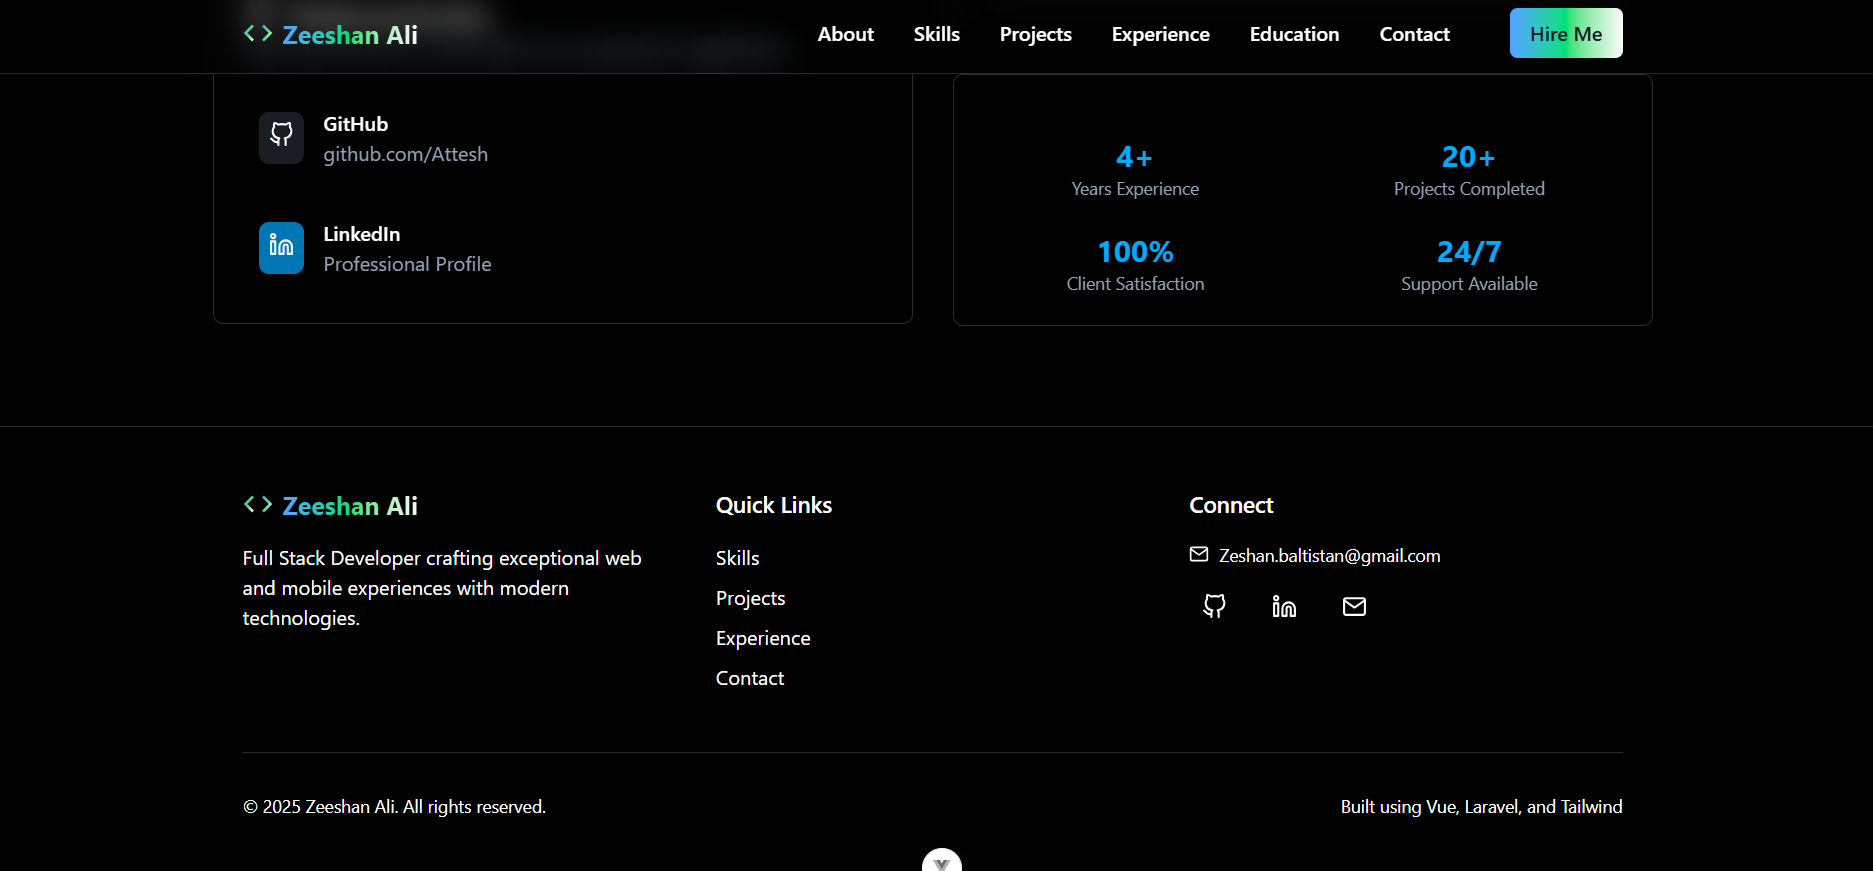 Zeeshan Ali
About
Skills
Projects
Experience
Education
Contact
Hire Me
GitHub
github.com/Attesh
LinkedIn
Professional Profile
4+
Years Experience
20+
Projects Completed
100%
Client Satisfaction
24/7
Support Available
Zeeshan Ali
Full Stack Developer crafting exceptional web
and mobile experiences with modern
technologies.
Quick Links
Skills
Projects
Experience
Contact
Connect
Zeshan.baltistan@gmail.com
© 2025 Zeeshan Ali. All rights reserved.
Built using Vue, Laravel, and Tailwind